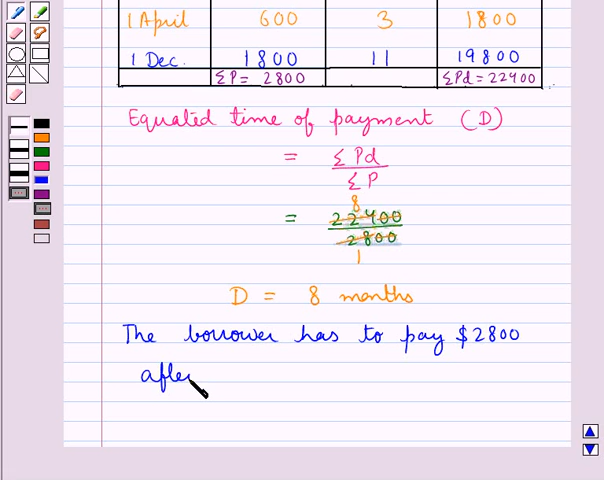 1 April 600 3 1800
1 Dec. 1800 11 19800
ΣP = 2800 ΣPd = 22400
Equated time of payment (D)
= ΣPd
ΣP
8
= 22400
2800
1
D = 8 months
The borrower has to pay $2800
after